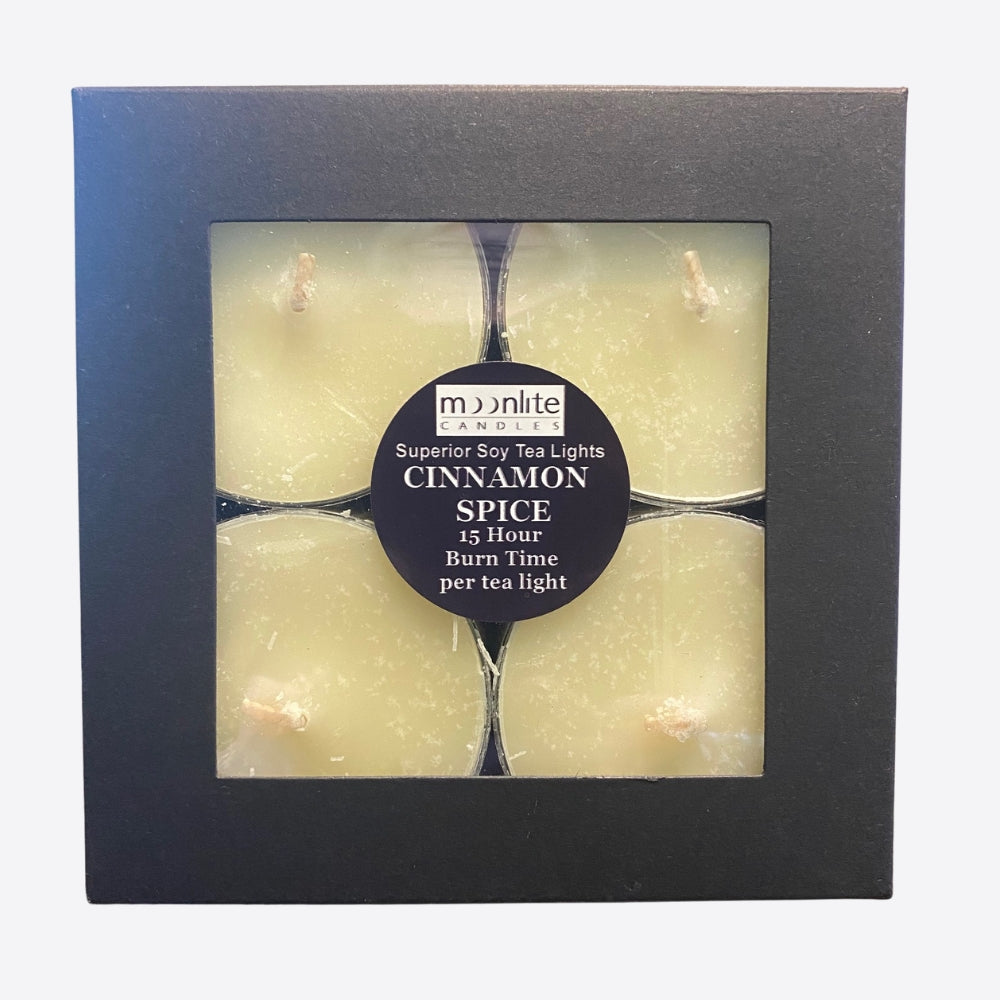 moonlite
CANDLES
Superior Soy Tea Lights
CINNAMON
SPICE
15 Hour
Burn Time
per tea light